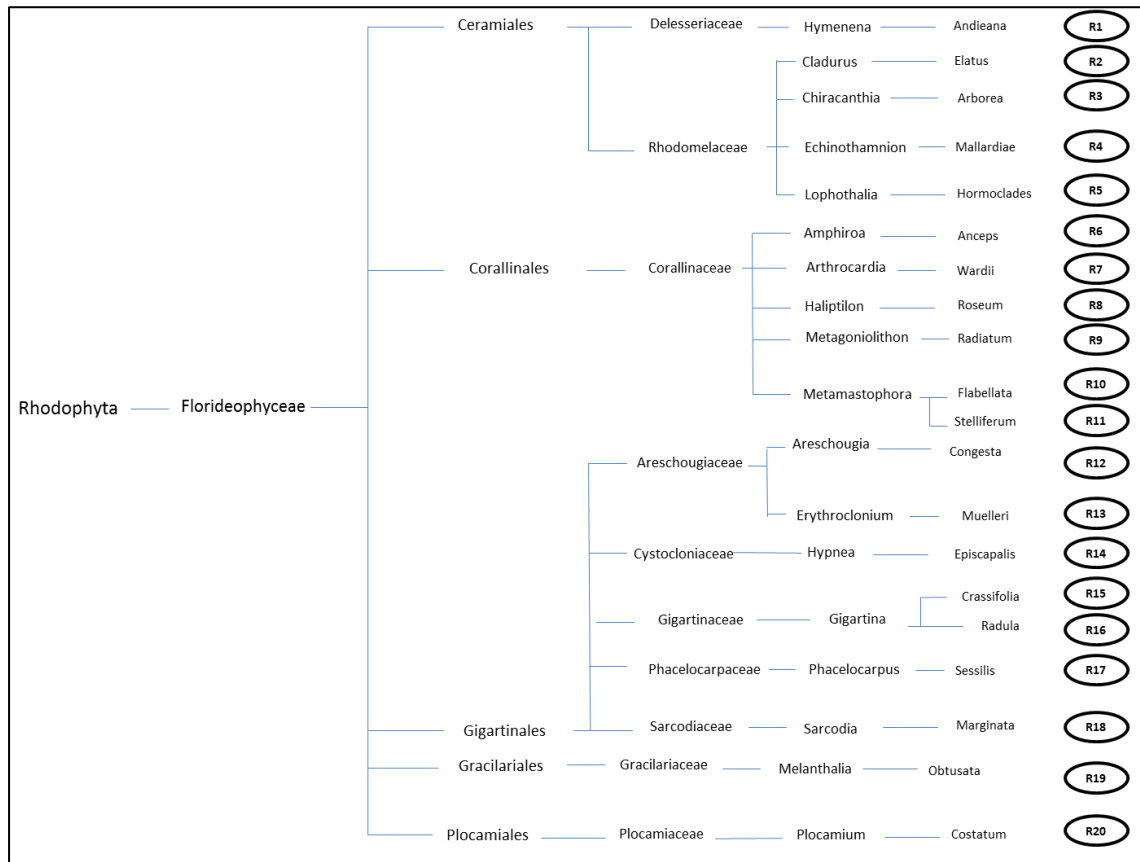 Ceramiales Delesseriaceae Hymenena Andieana R1
Cladurus Elatus R2
Chiracanthia Arborea R3
Rhodomelaceae Echinothamnion Mallardiae R4
Lophothalia Hormoclades R5
Amphiroa Anceps R6
Corallinales Corallinaceae Arthrocardia Wardii R7
Haliptilon Roseum R8
Metagoniolithon Radiatum R9
Rhodophyta Florideophyceae Metamastophora Flabellata R10
Stelliferum R11
Areschougiaceae Areschougia Congesta R12
Erythroclonium Muelleri R13
Cystocloniaceae Hypnea Episcapalis R14
Crassifolia R15
Gigartinaceae Gigartina Radula R16
Phacelocarpaceae Phacelocarpus Sessilis R17
Gigartinales Sarcodiaceae Sarcodia Marginata R18
Gracilariales Gracilariaceae Melanthalia Obtusata R19
Plocamiales Plocamiaceae Plocamium Costatum R20